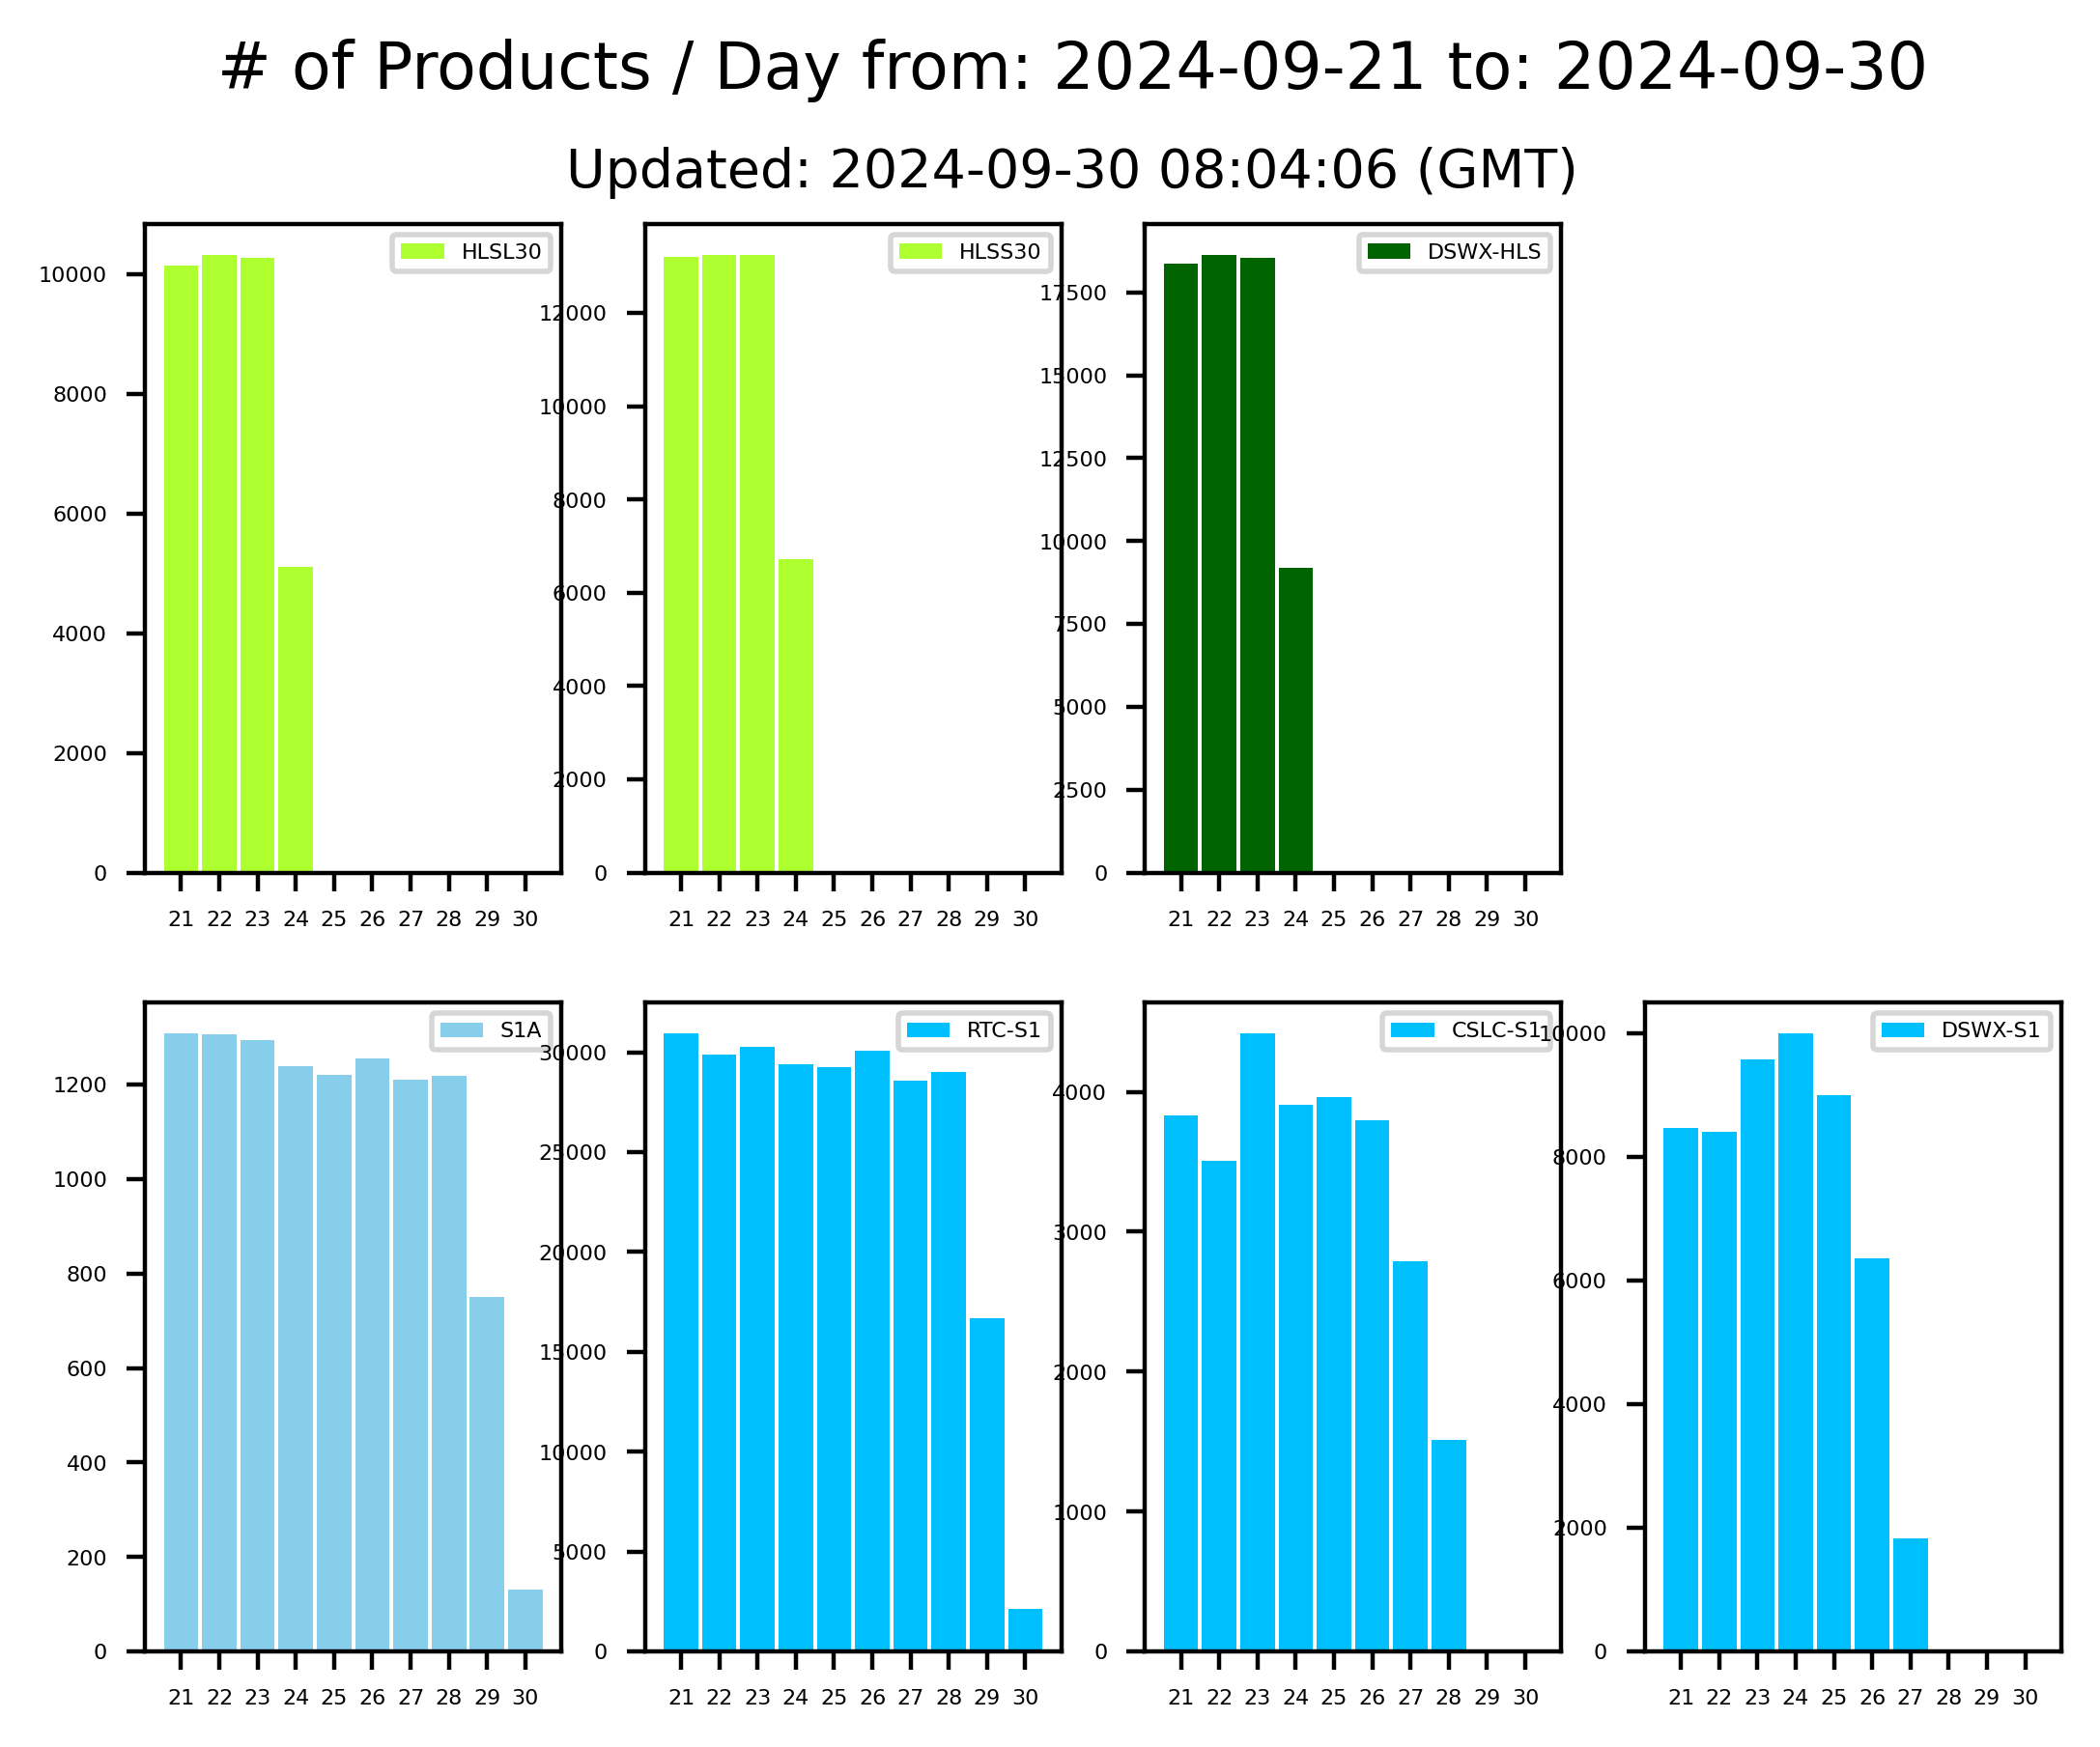 # of Products / Day from: 2024-09-21 to: 2024-09-30
Updated: 2024-09-30 08:04:06 (GMT)
HLSL30
10000
8000
6000
4000
2000
0
21 22 23 24 25 26 27 28 29 30
HLSS30
12000
10000
8000
6000
4000
2000
0
21 22 23 24 25 26 27 28 29 30
DSWX-HLS
17500
15000
12500
10000
7500
5000
2500
0
21 22 23 24 25 26 27 28 29 30
S1A
1200
1000
800
600
400
200
0
21 22 23 24 25 26 27 28 29 30
RTC-S1
30000
25000
20000
15000
10000
5000
0
21 22 23 24 25 26 27 28 29 30
CSLC-S1
4000
3000
2000
1000
0
21 22 23 24 25 26 27 28 29 30
DSWX-S1
10000
8000
6000
4000
2000
0
21 22 23 24 25 26 27 28 29 30